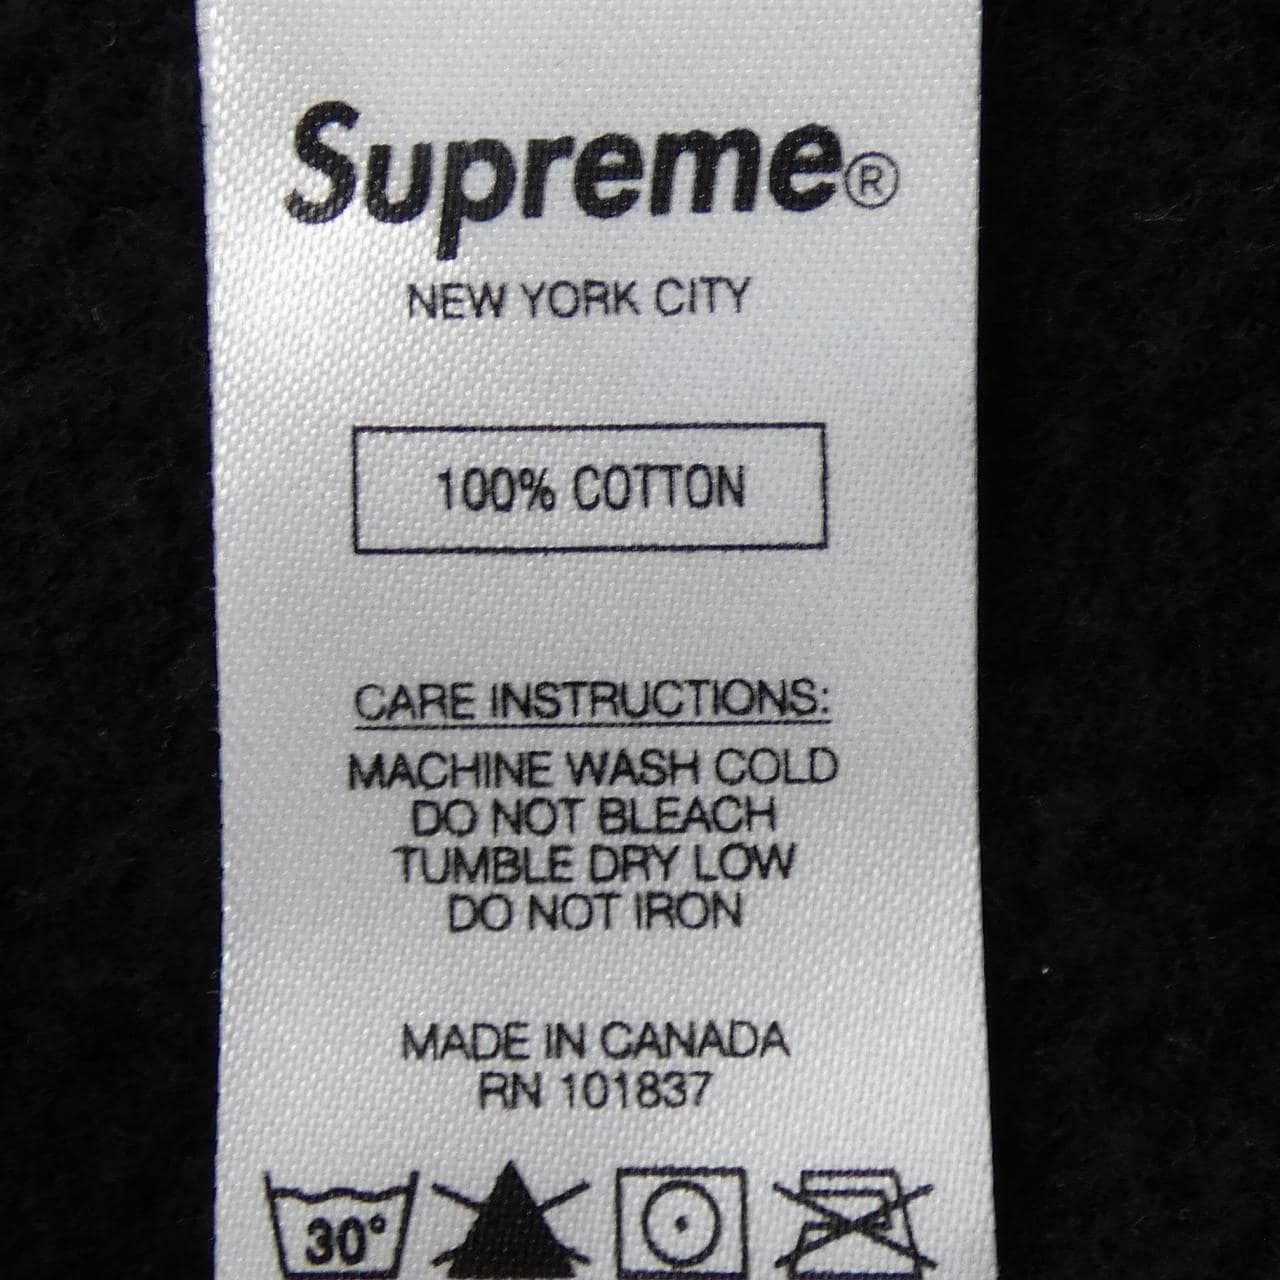 Supreme®
NEW YORK CITY
100% COTTON
CARE INSTRUCTIONS:
MACHINE WASH COLD
DO NOT BLEACH
TUMBLE DRY LOW
DO NOT IRON
MADE IN CANADA
RN 101837
30°